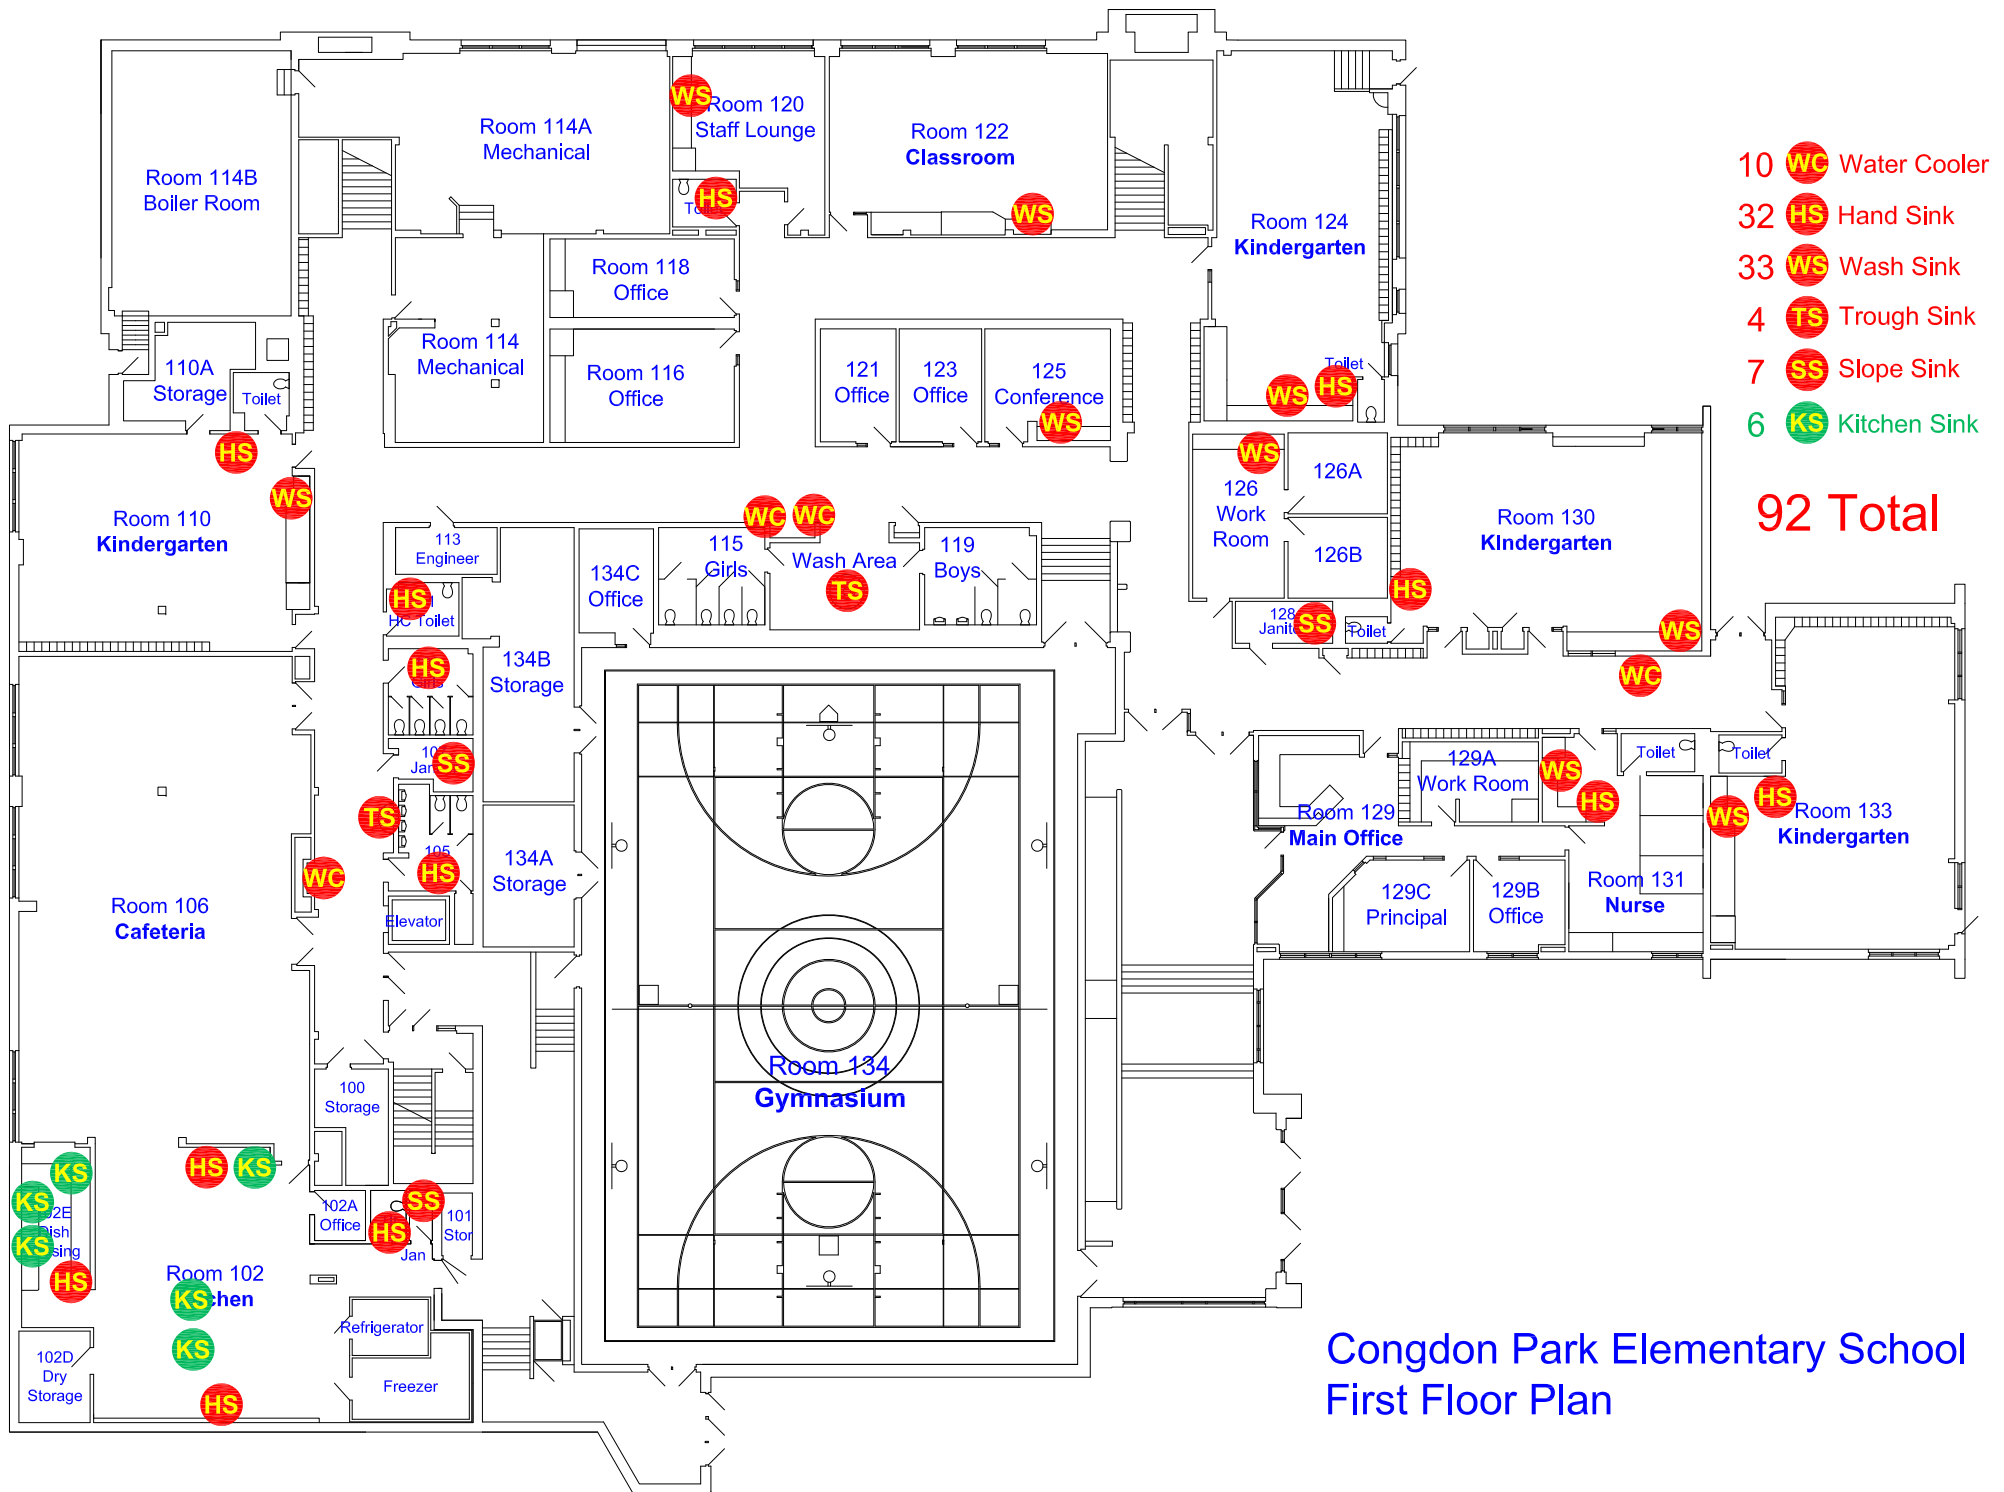 WS
Room 120
Staff Lounge
Room 122
Classroom
Room 114A
Mechanical
Room 114B
Boiler Room
HS
WS
Room 124
Kindergarten
10 WC Water Cooler
32 HS Hand Sink
33 WS Wash Sink
4 TS Trough Sink
7 SS Slope Sink
6 KS Kitchen Sink
92 Total
Room 118
Office
Room 114
Mechanical
Room 116
Office
121
Office
123
Office
125
Conference
WS
Toilet
WS
HS
110A
Storage
Toilet
HS
WS
Room 110
Kindergarten
WS
126
Work
Room
126A
126B
Room 130
KIndergarten
HS
WS
WC
WC
WC
113
Engineer
134C
Office
115
Girls
Wash Area
TS
119
Boys
HS
HC Toilet
128
SS
Toilet
HS
134B
Storage
SS
TS
105
HS
134A
Storage
Elevator
WC
Room 106
Cafeteria
129A
Work Room
WS
HS
Toilet
Toilet
HS
WS
Room 133
Kindergarten
Room 129
Main Office
129C
Principal
129B
Office
Room 131
Nurse
Room 134
Gymnasium
100
Storage
HS
KS
KS
KS
KS
HS
102A
Office
SS
HS
Jan
101
Stor
Room 102
KS
KS
HS
102D
Dry
Storage
Refrigerator
Freezer
Congdon Park Elementary School
First Floor Plan